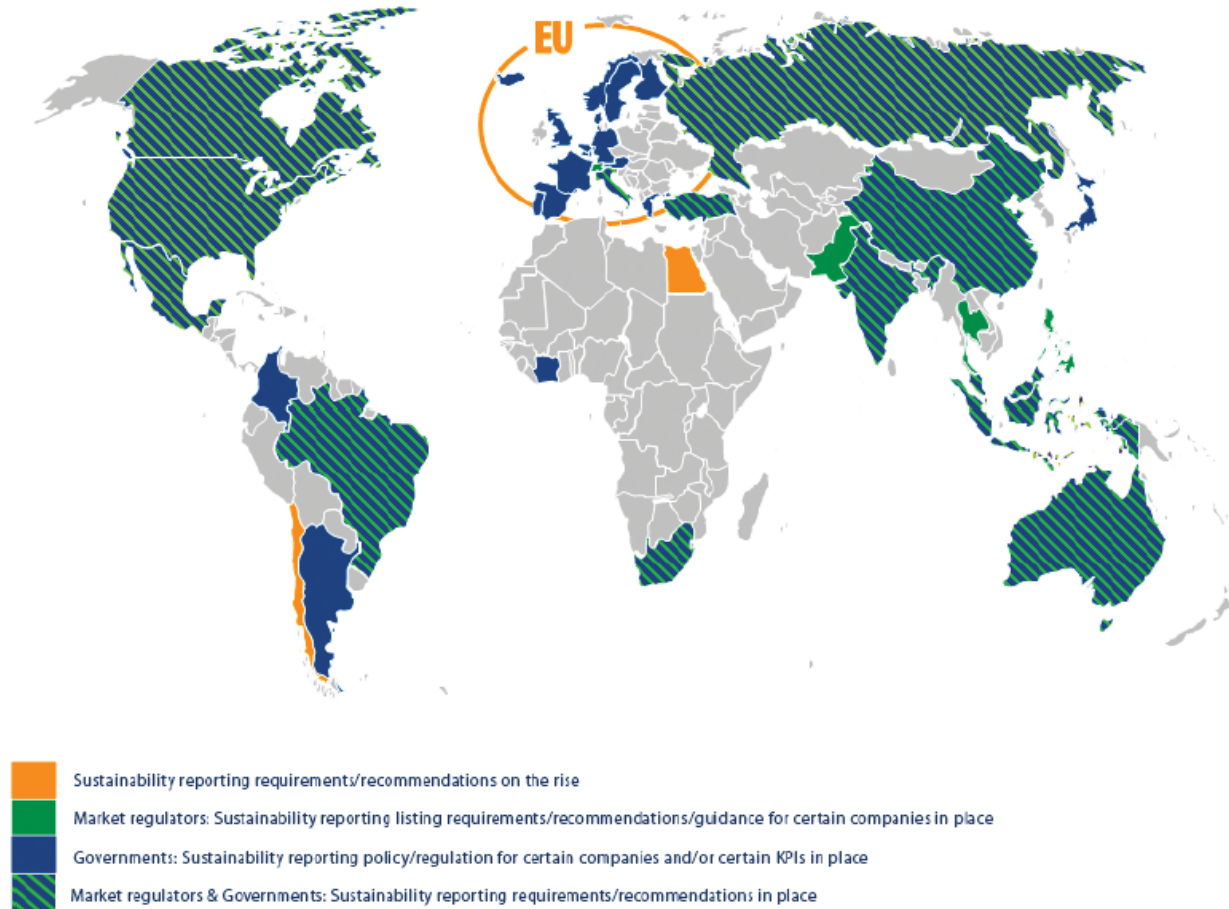 EU
Sustainability reporting requirements/recommendations on the rise
Market regulators: Sustainability reporting listing requirements/recommendations/guidance for certain companies in place
Governments: Sustainability reporting policy/regulation for certain companies and/or certain KPIs in place
Market regulators & Governments: Sustainability reporting requirements/recommendations in place